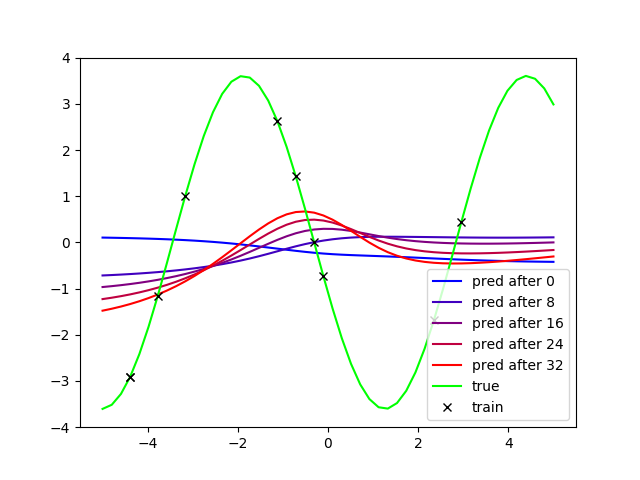 4
3
2
1
0
−1
−2
−3
−4
−4
−2
0
2
4
pred after 0
pred after 8
pred after 16
pred after 24
pred after 32
true
train